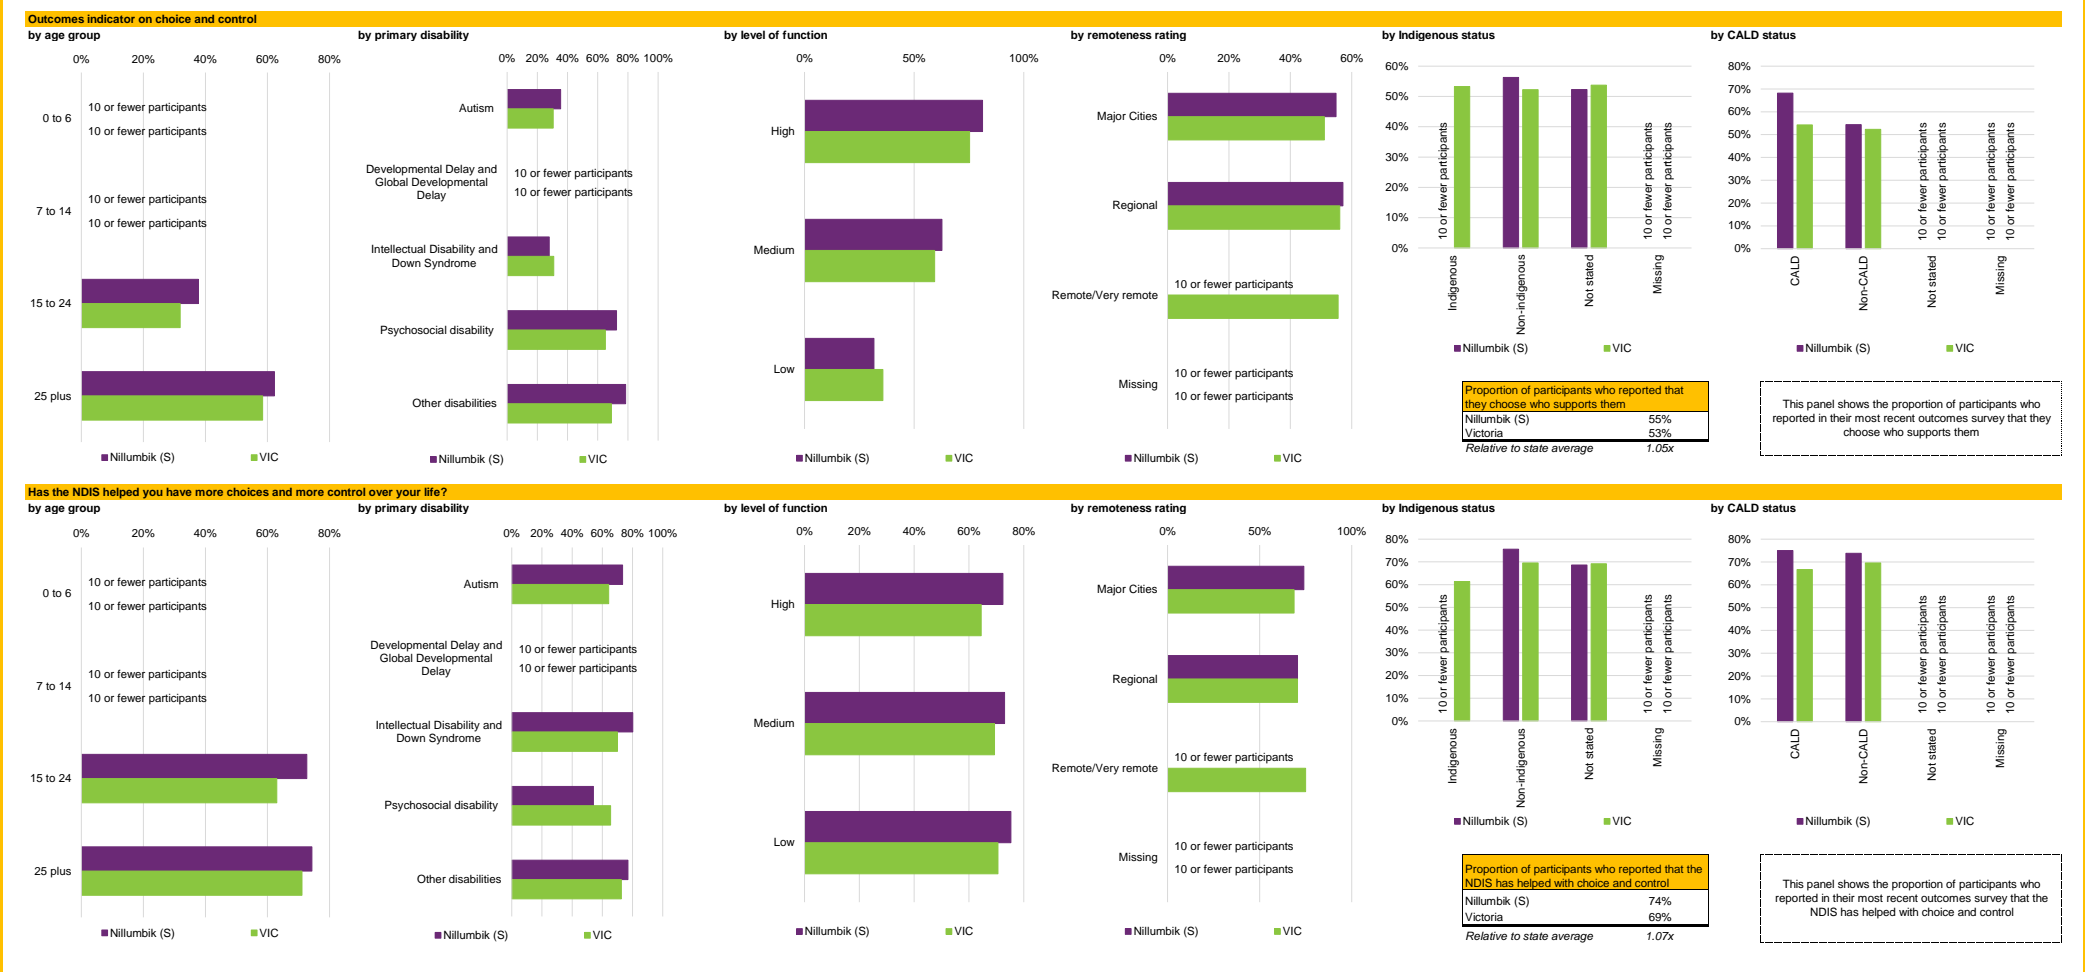 Outcomes indicator on choice and control
by age group
0% 20% 40% 60% 80%
0 to 6
10 or fewer participants
10 or fewer participants
7 to 14
10 or fewer participants
10 or fewer participants
15 to 24
25 plus
Nillumbik (S) VIC
by primary disability
0% 20% 40% 60% 80% 100%
Autism
Developmental Delay and
Global Developmental
Delay
10 or fewer participants
10 or fewer participants
Intellectual Disability and
Down Syndrome
Psychosocial disability
Other disabilities
Nillumbik (S) VIC
by level of function
0% 50% 100%
High
Medium
Low
Nillumbik (S) VIC
by remoteness rating
0% 20% 40% 60%
Major Cities
Regional
Remote/Very remote
10 or fewer participants
Missing
10 or fewer participants
10 or fewer participants
Nillumbik (S) VIC
by Indigenous status
60%
50%
40%
30%
20%
10%
0%
10 or fewer participants
10 or fewer participants
10 or fewer participants
Indigenous
Non-indigenous
Not stated
Missing
Nillumbik (S) VIC
Proportion of participants who reported that
they choose who supports them
Nillumbik (S) 55%
Victoria 53%
Relative to state average 1.05x
by CALD status
80%
70%
60%
50%
40%
30%
20%
10%
0%
10 or fewer participants
10 or fewer participants
10 or fewer participants
10 or fewer participants
CALD
Non-CALD
Not stated
Missing
Nillumbik (S) VIC
This panel shows the proportion of participants who
reported in their most recent outcomes survey that they
choose who supports them
Has the NDIS helped you have more choices and more control over your life?
by age group
0% 20% 40% 60% 80%
0 to 6
10 or fewer participants
10 or fewer participants
7 to 14
10 or fewer participants
10 or fewer participants
15 to 24
25 plus
Nillumbik (S) VIC
by primary disability
0% 20% 40% 60% 80% 100%
Autism
Developmental Delay and
Global Developmental
Delay
10 or fewer participants
10 or fewer participants
Intellectual Disability and
Down Syndrome
Psychosocial disability
Other disabilities
Nillumbik (S) VIC
by level of function
0% 20% 40% 60% 80%
High
Medium
Low
Nillumbik (S) VIC
by remoteness rating
0% 50% 100%
Major Cities
Regional
Remote/Very remote
10 or fewer participants
Missing
10 or fewer participants
10 or fewer participants
Nillumbik (S) VIC
by Indigenous status
80%
70%
60%
50%
40%
30%
20%
10%
0%
10 or fewer participants
10 or fewer participants
10 or fewer participants
Indigenous
Non-indigenous
Not stated
Missing
Nillumbik (S) VIC
Proportion of participants who reported that the
NDIS has helped with choice and control
Nillumbik (S) 74%
Victoria 69%
Relative to state average 1.07x
by CALD status
80%
70%
60%
50%
40%
30%
20%
10%
0%
10 or fewer participants
10 or fewer participants
10 or fewer participants
10 or fewer participants
CALD
Non-CALD
Not stated
Missing
Nillumbik (S) VIC
This panel shows the proportion of participants who
reported in their most recent outcomes survey that the
NDIS has helped with choice and control